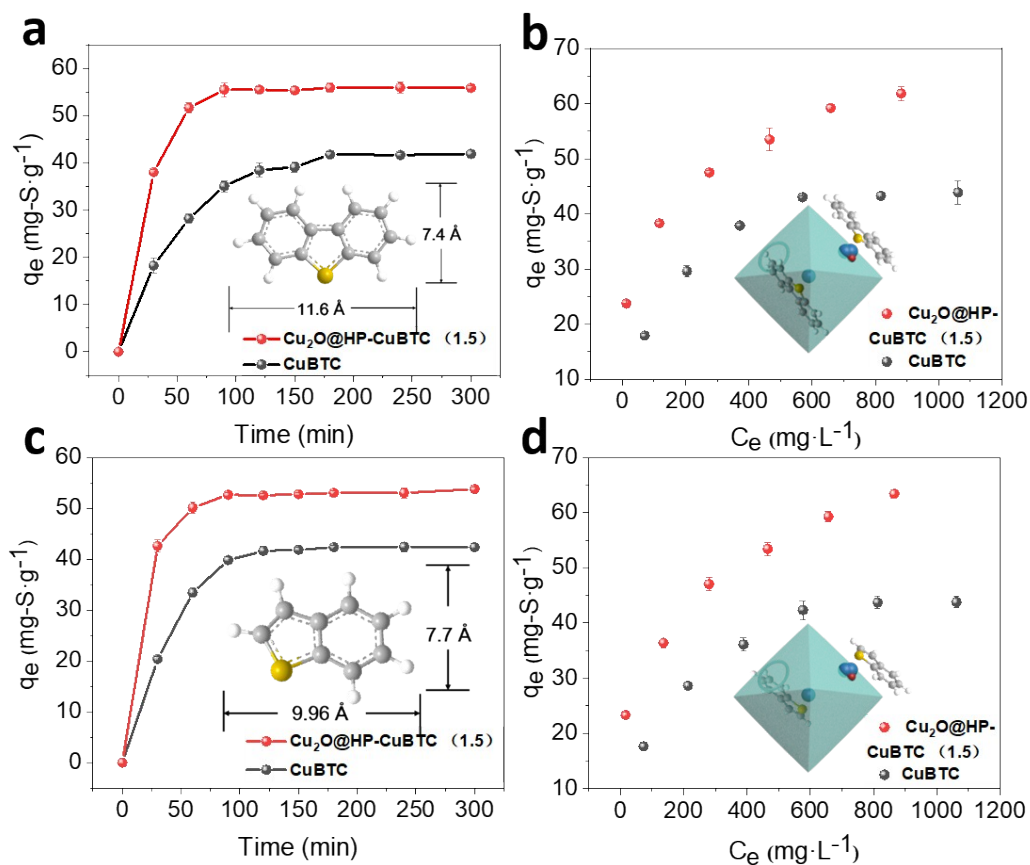 a
60
50
40
30
20
10
0
qₑ (mg-S·g⁻¹)
7.4 Å
11.6 Å
Cu₂O@HP-CuBTC （1.5）
CuBTC
0 50 100 150 200 250 300
Time (min)
b
70
60
50
40
30
20
10
qₑ (mg-S·g⁻¹)
Cu₂O@HP-
CuBTC （1.5）
CuBTC
0 200 400 600 800 1000 1200
Cₑ (mg·L⁻¹)
c
60
50
40
30
20
10
0
qₑ (mg-S·g⁻¹)
7.7 Å
9.96 Å
Cu₂O@HP-CuBTC （1.5）
CuBTC
0 50 100 150 200 250 300
Time (min)
d
70
60
50
40
30
20
10
qₑ (mg-S·g⁻¹)
Cu₂O@HP-
CuBTC （1.5）
CuBTC
0 200 400 600 800 1000 1200
Cₑ (mg·L⁻¹)